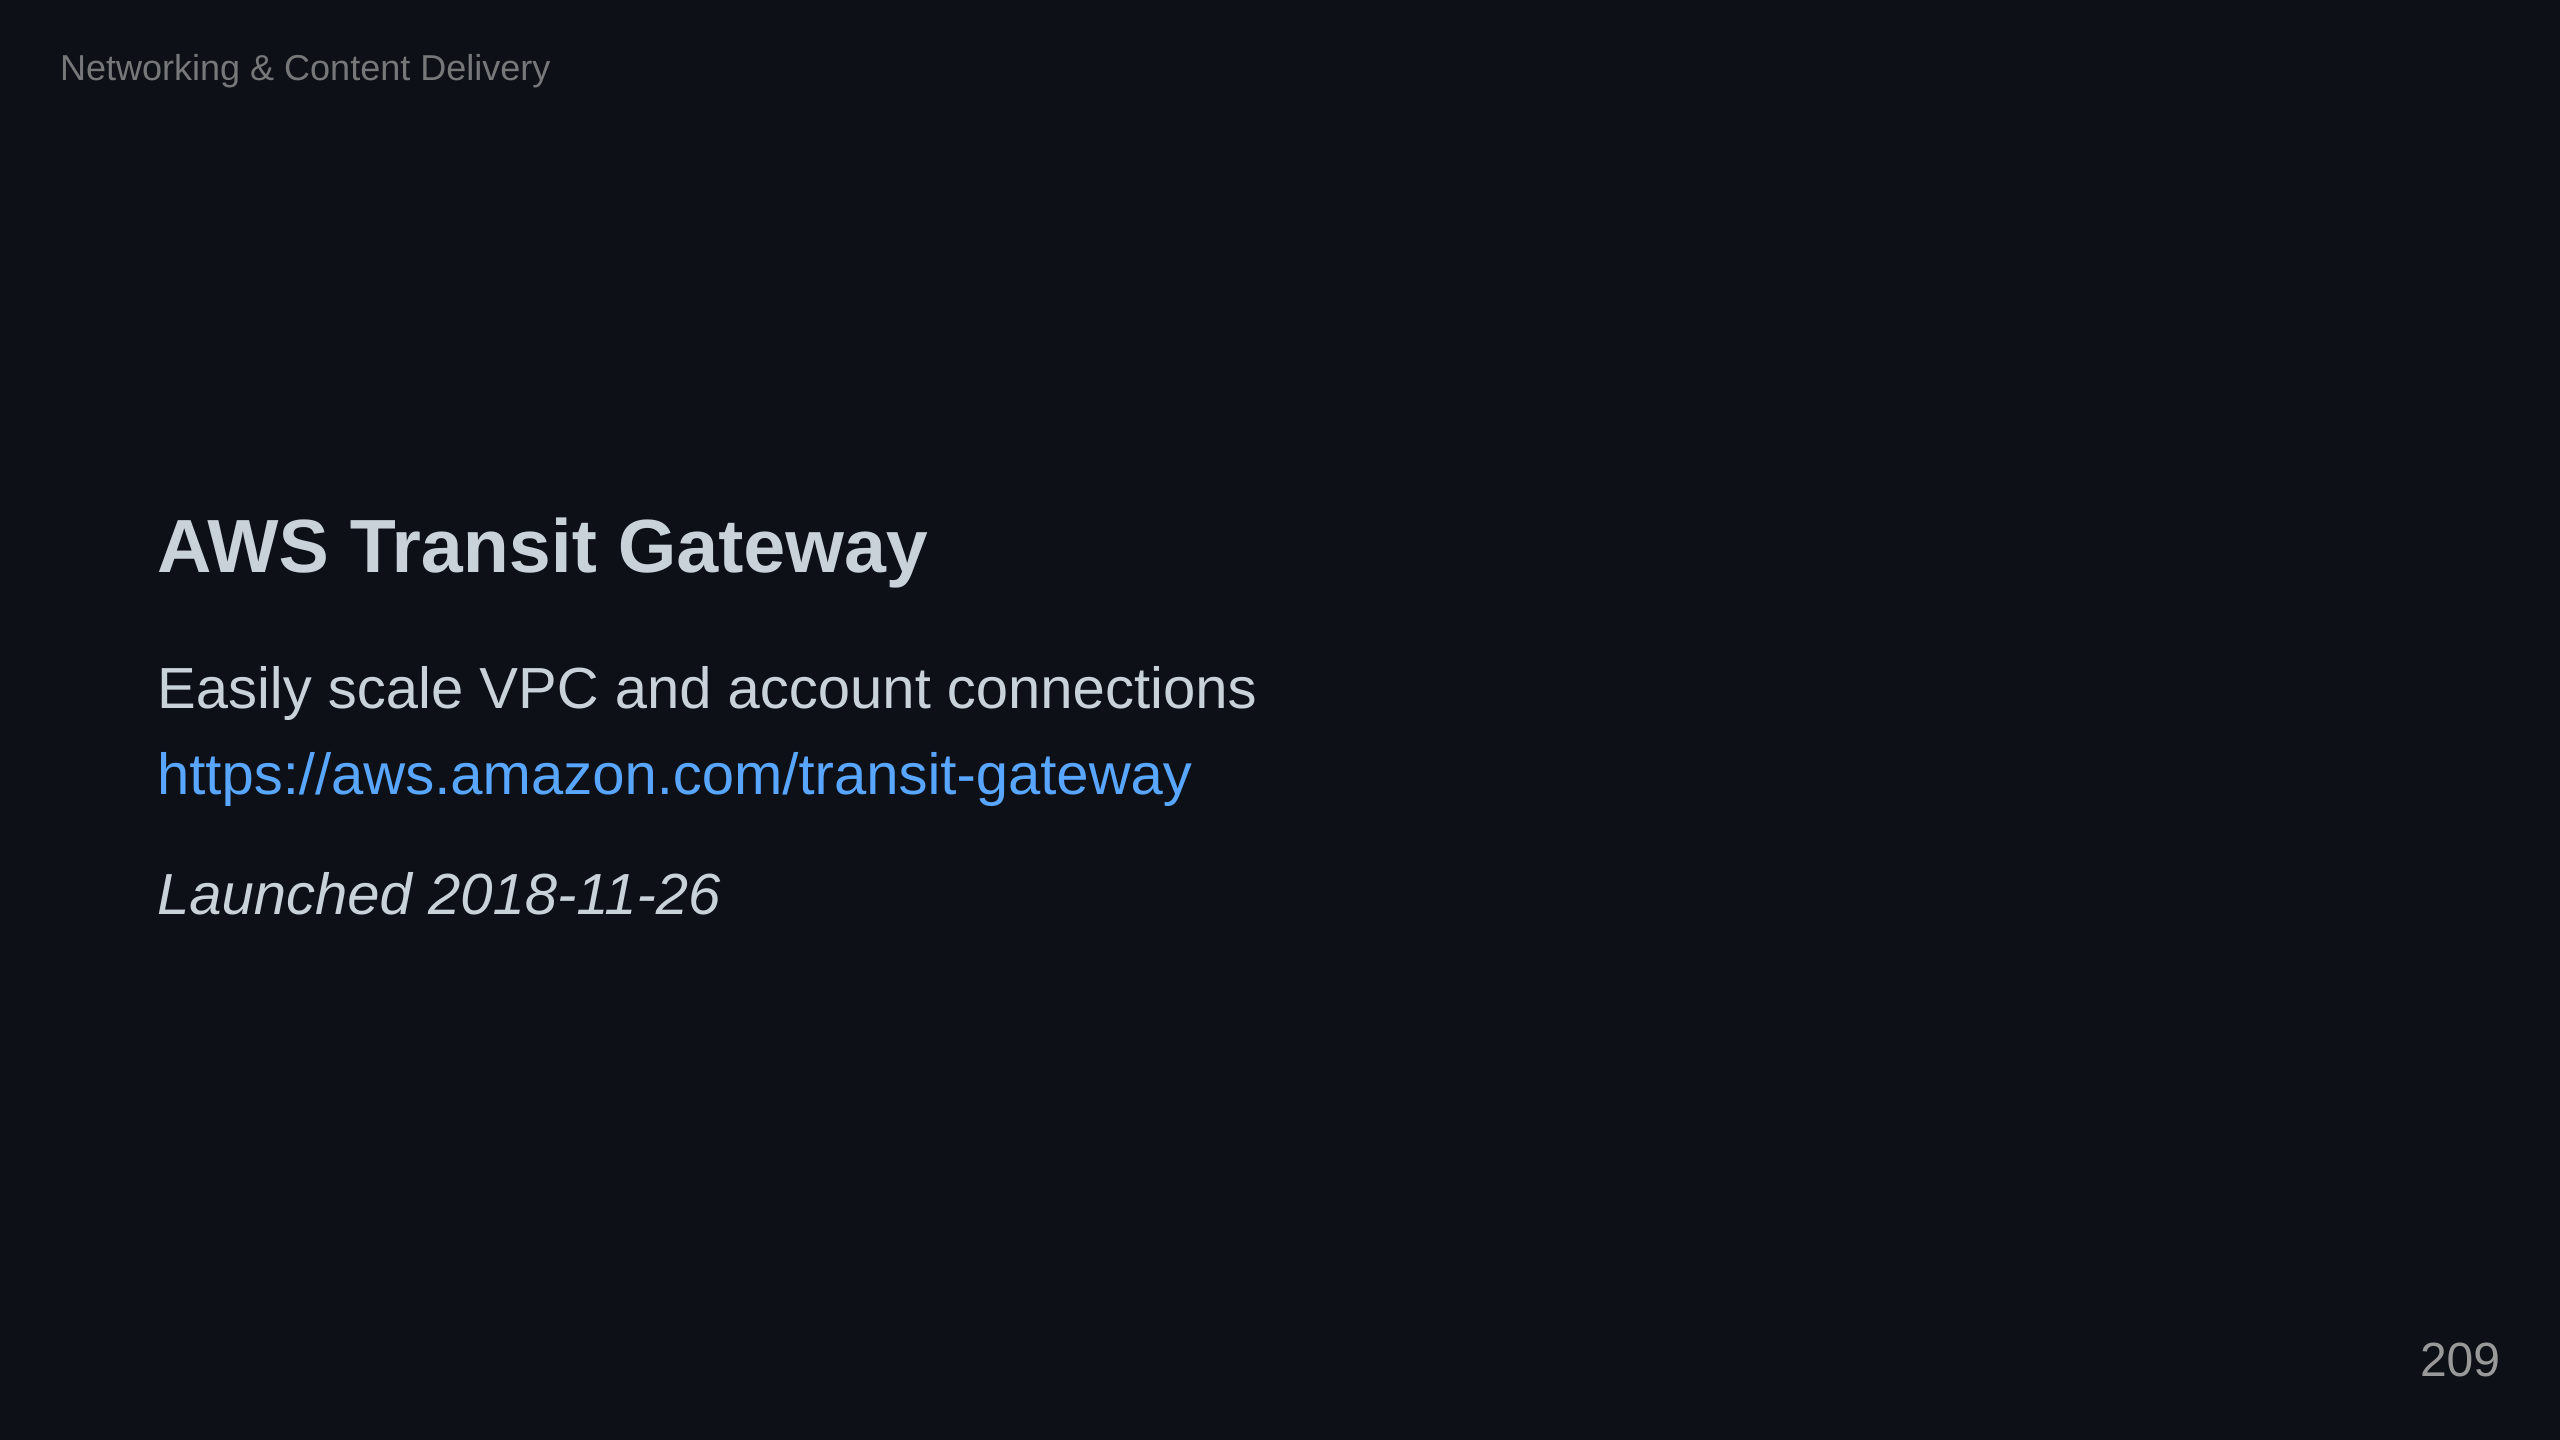 Networking & Content Delivery
AWS Transit Gateway
Easily scale VPC and account connections
https://aws.amazon.com/transit-gateway
Launched 2018-11-26
209